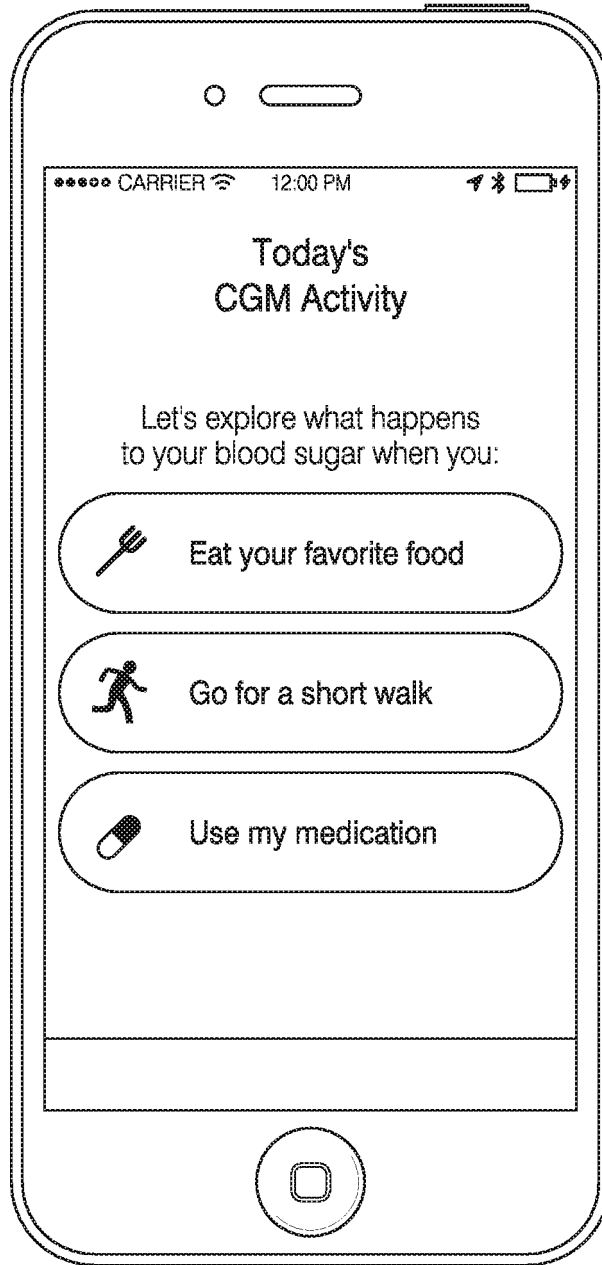 CARRIER 12:00 PM
Today's
CGM Activity
Let's explore what happens
to your blood sugar when you:
Eat your favorite food
Go for a short walk
Use my medication